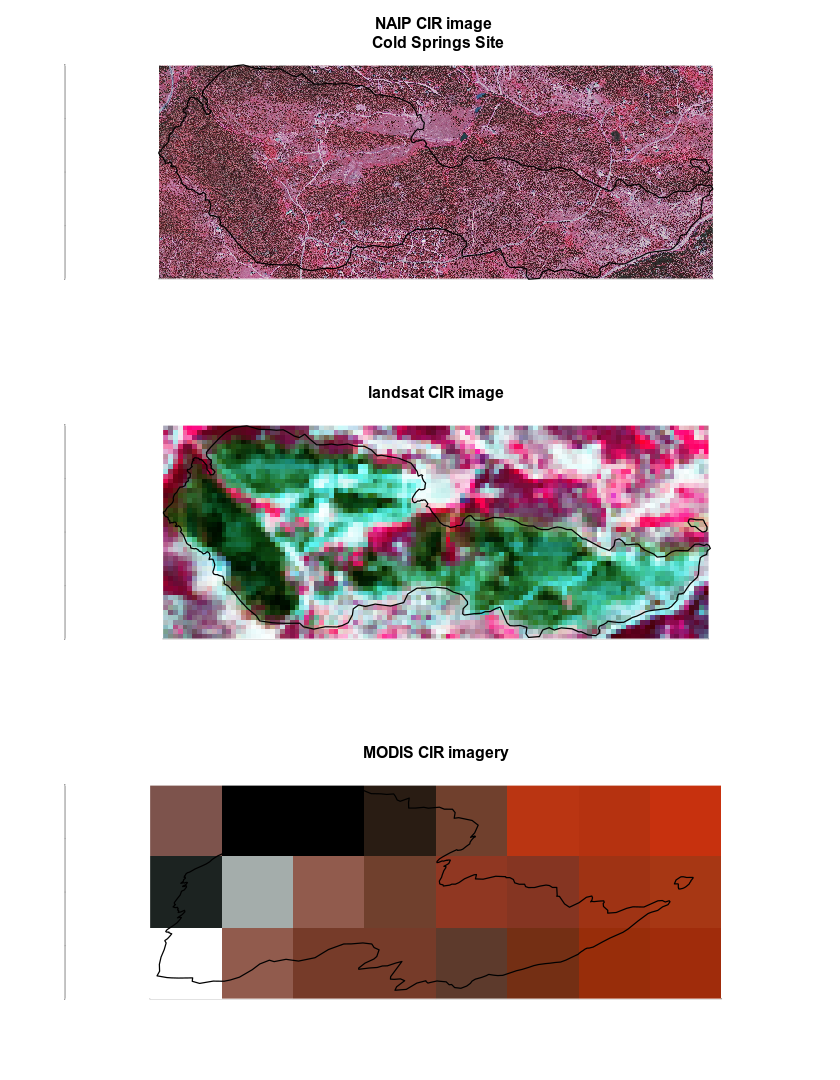 NAIP CIR image
Cold Springs Site
landsat CIR image
MODIS CIR imagery